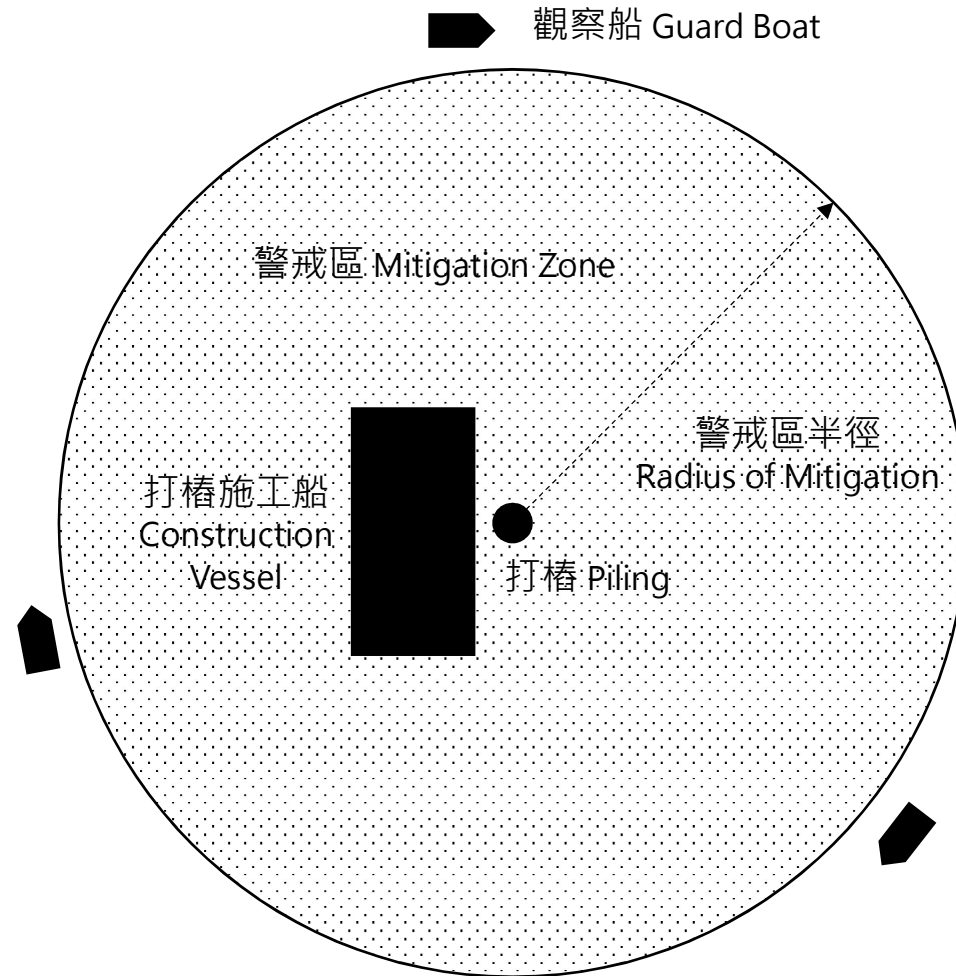 觀察船 Guard Boat
警戒區 Mitigation Zone
警戒區半徑
Radius of Mitigation
打樁施工船
Construction
Vessel
打樁 Piling